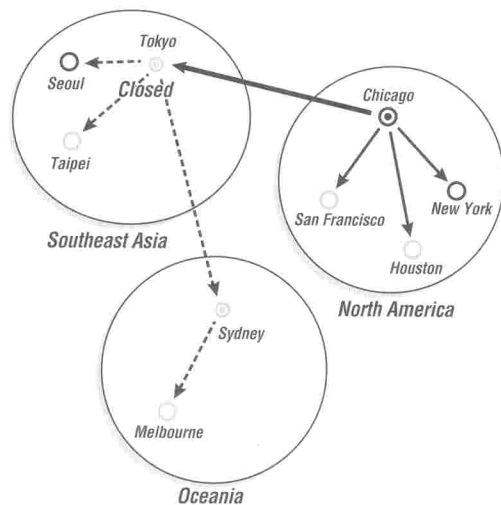 Tokyo
Seoul
Closed
Chicago
Taipei
San Francisco
New York
Southeast Asia
Houston
North America
Sydney
Melbourne
Oceania